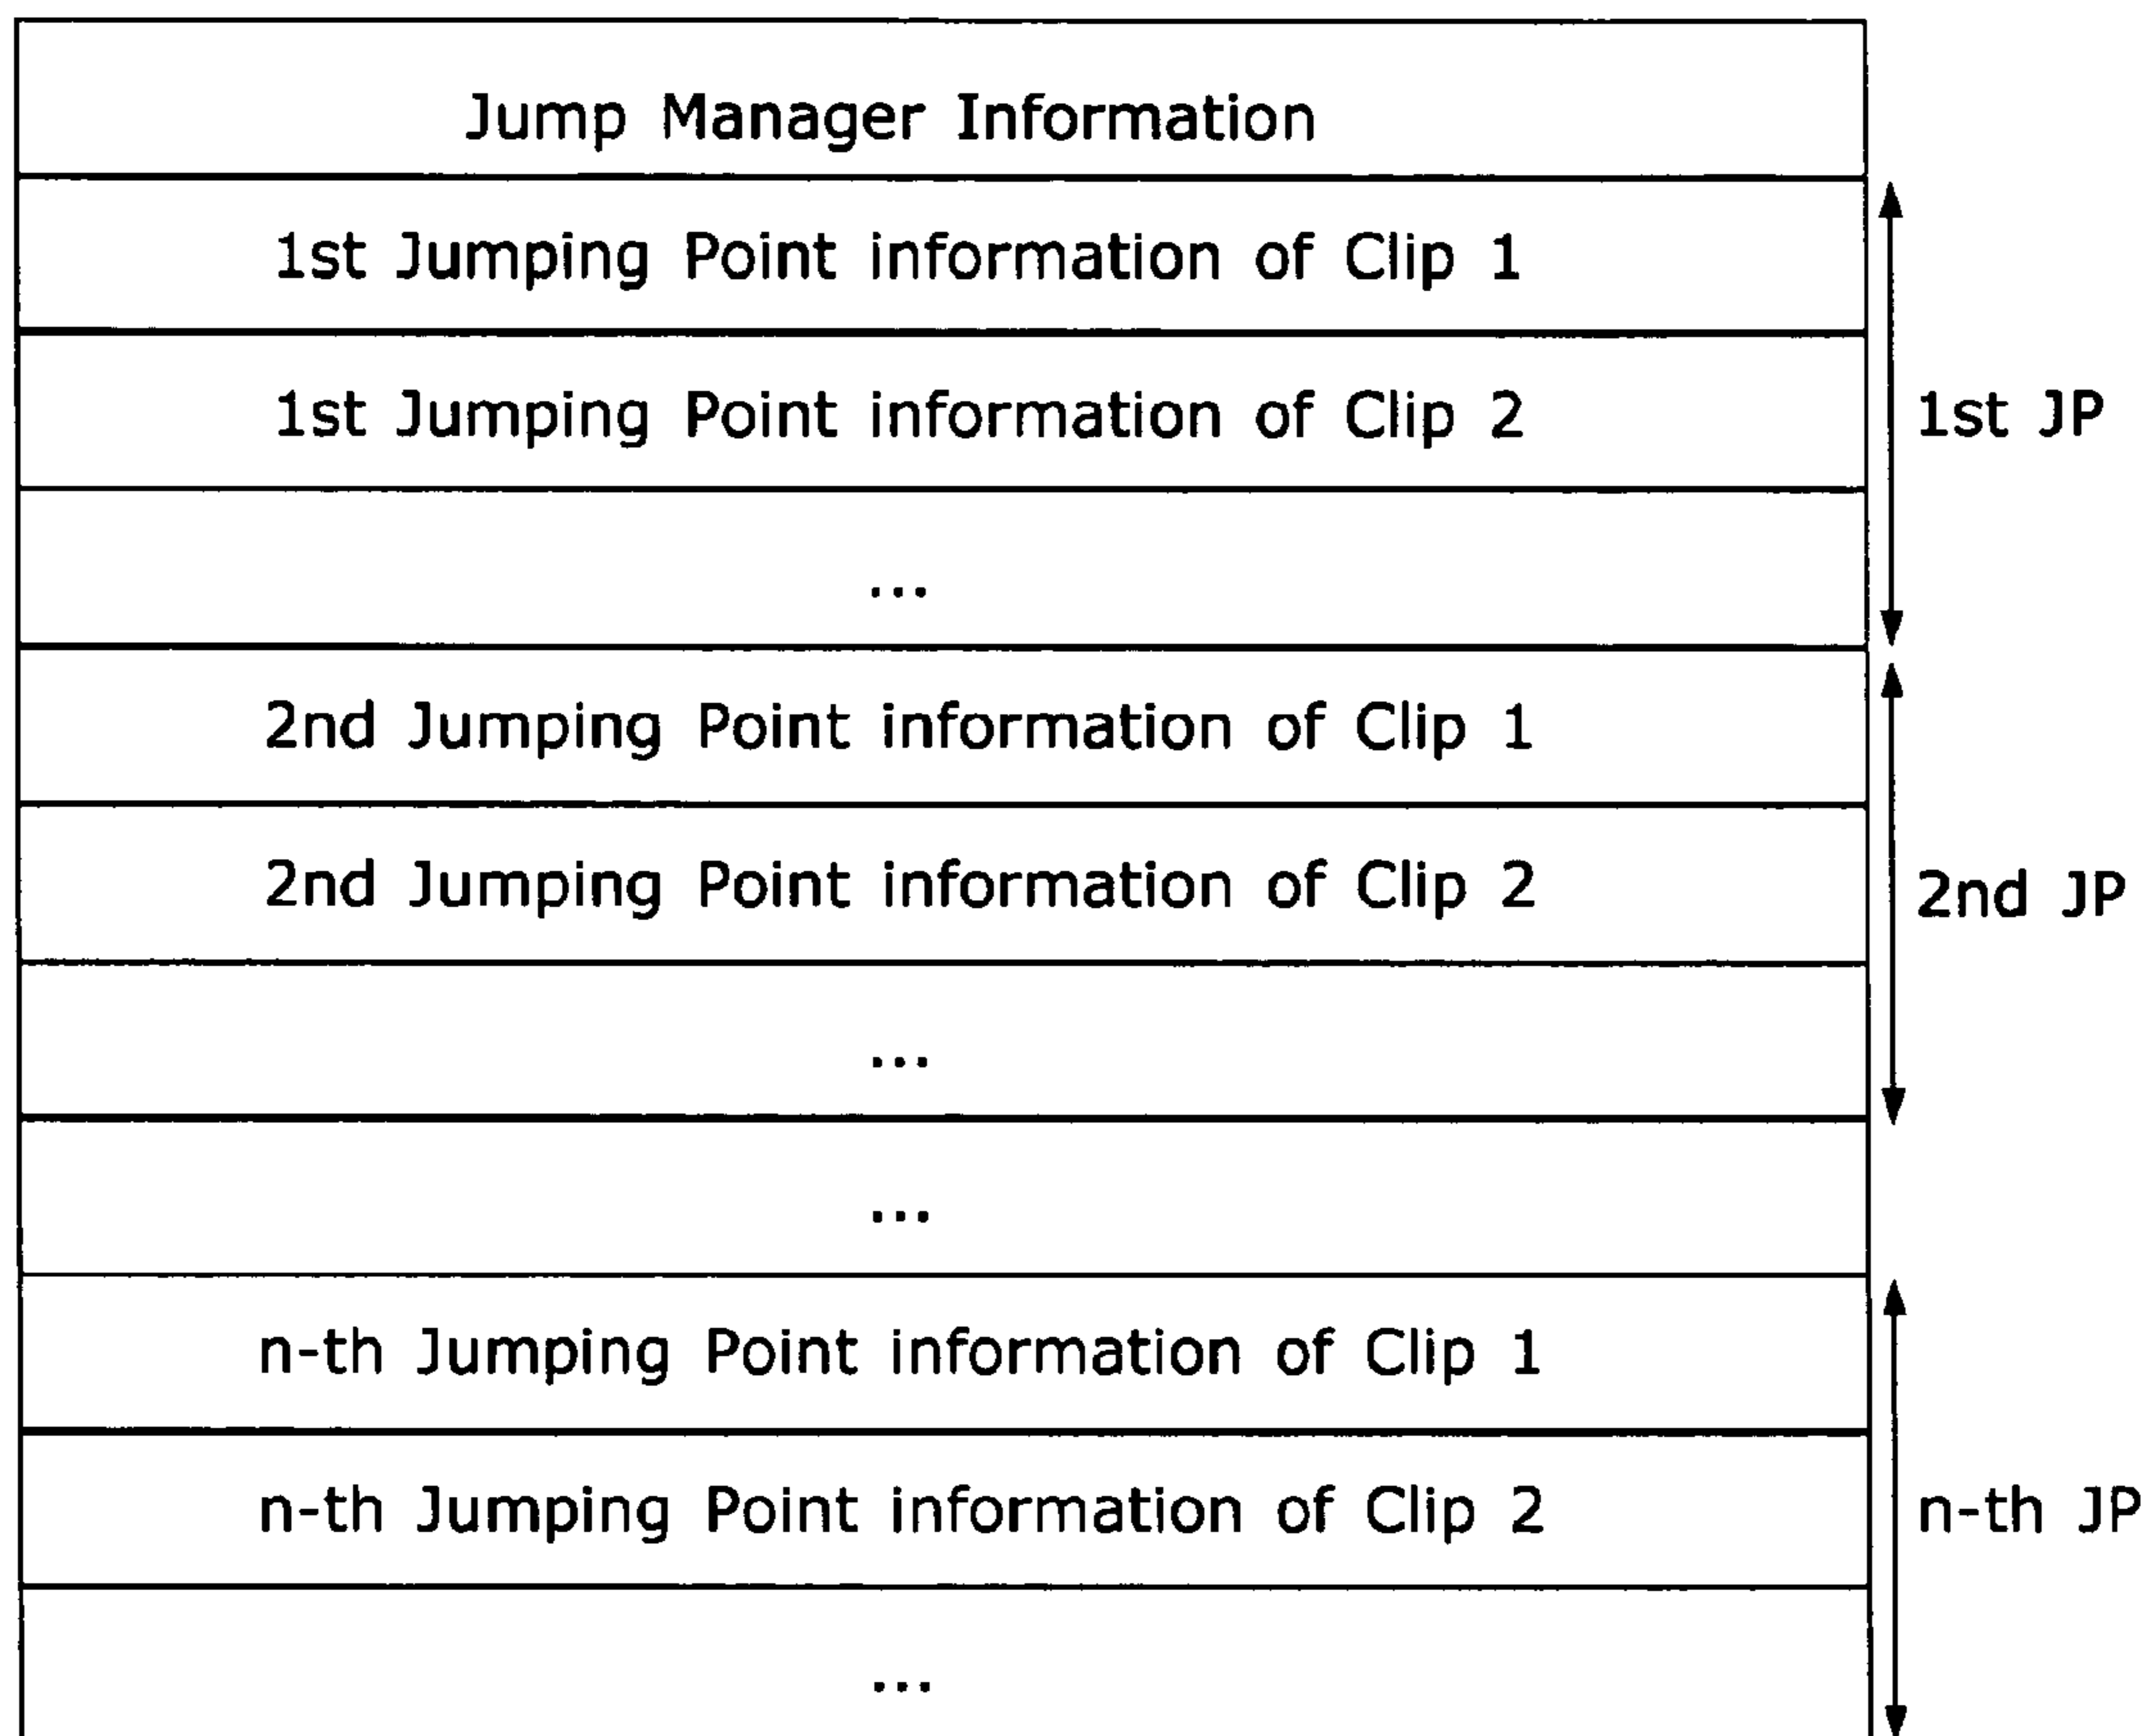 Jump Manager Information
1st Jumping Point information of Clip 1
1st Jumping Point information of Clip 2
1st JP
...
2nd Jumping Point information of Clip 1
2nd Jumping Point information of Clip 2
2nd JP
...
...
n-th Jumping Point information of Clip 1
n-th Jumping Point information of Clip 2
n-th JP
...